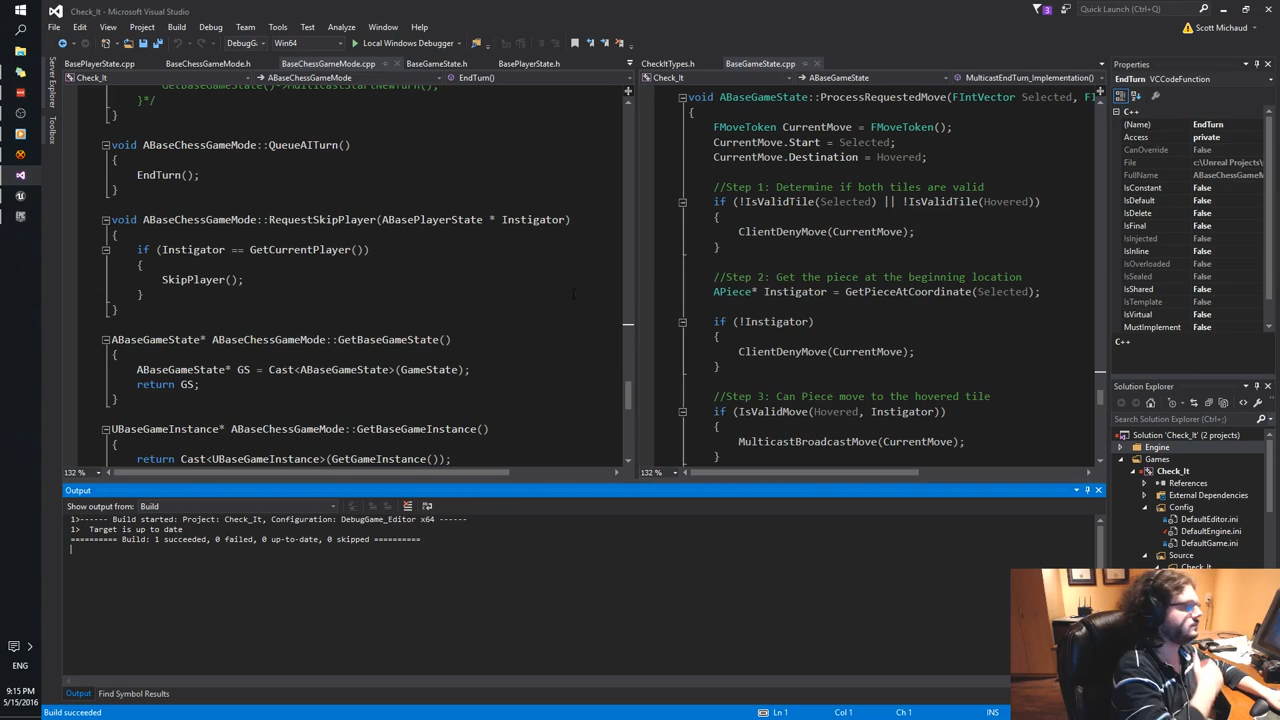 Check_It - Microsoft Visual Studio
3
Quick Launch (Ctrl+Q)
File Edit View Project Build Debug Team Tools Test Analyze Window Help
Scott Michaud
DebugG
Win64
Local Windows Debugger
Server Explorer
Toolbox
BasePlayerState.cpp
BaseChessGameMode.h
BaseChessGameMode.cpp
BaseGameState.h
BasePlayerState.h
Check_It
ABaseChessGameMode
EndTurn()
GetBaseGameState()->MulticastStartNewTurn();
}*/
}
void ABaseChessGameMode::QueueAITurn()
{
EndTurn();
}
void ABaseChessGameMode::RequestSkipPlayer(ABasePlayerState * Instigator)
{
if (Instigator == GetCurrentPlayer())
{
SkipPlayer();
}
}
ABaseGameState* ABaseChessGameMode::GetBaseGameState()
{
ABaseGameState* GS = Cast<ABaseGameState>(GameState);
return GS;
}
UBaseGameInstance* ABaseChessGameMode::GetBaseGameInstance()
{
return Cast<UBaseGameInstance>(GetGameInstance());
132 %
CheckItTypes.h
BaseGameState.cpp
Check_It
ABaseGameState
MulticastEndTurn_Implementation()
void ABaseGameState::ProcessRequestedMove(FIntVector Selected, FI
{
FMoveToken CurrentMove = FMoveToken();
CurrentMove.Start = Selected;
CurrentMove.Destination = Hovered;
//Step 1: Determine if both tiles are valid
if (!IsValidTile(Selected) || !IsValidTile(Hovered))
{
ClientDenyMove(CurrentMove);
}
//Step 2: Get the piece at the beginning location
APiece* Instigator = GetPieceAtCoordinate(Selected);
if (!Instigator)
{
ClientDenyMove(CurrentMove);
}
//Step 3: Can Piece move to the hovered tile
if (IsValidMove(Hovered, Instigator))
{
MulticastBroadcastMove(CurrentMove);
}
132 %
Properties
EndTurn VCCodeFunction
C++
(Name) EndTurn
Access private
CanOverride False
File c:\Unreal Projects\
FullName ABaseChessGameM
IsConstant False
IsDefault False
IsDelete False
IsFinal False
IsInjected False
IsInline False
IsOverloaded False
IsSealed False
IsShared False
IsTemplate False
IsVirtual False
MustImplement False
C++
Solution Explorer
Search Solution Explorer (Ctrl+;)
Solution 'Check_It' (2 projects)
Engine
Games
Check_It
References
External Dependencies
Config
DefaultEditor.ini
DefaultEngine.ini
DefaultGame.ini
Source
Check_It
Output
Show output from: Build
1>------ Build started: Project: Check_It, Configuration: DebugGame_Editor x64 ------
1> Target is up to date
========== Build: 1 succeeded, 0 failed, 0 up-to-date, 0 skipped ==========
Output
Find Symbol Results
Build succeeded
Ln 1
Col 1
Ch 1
INS
ENG
9:15 PM
5/15/2016